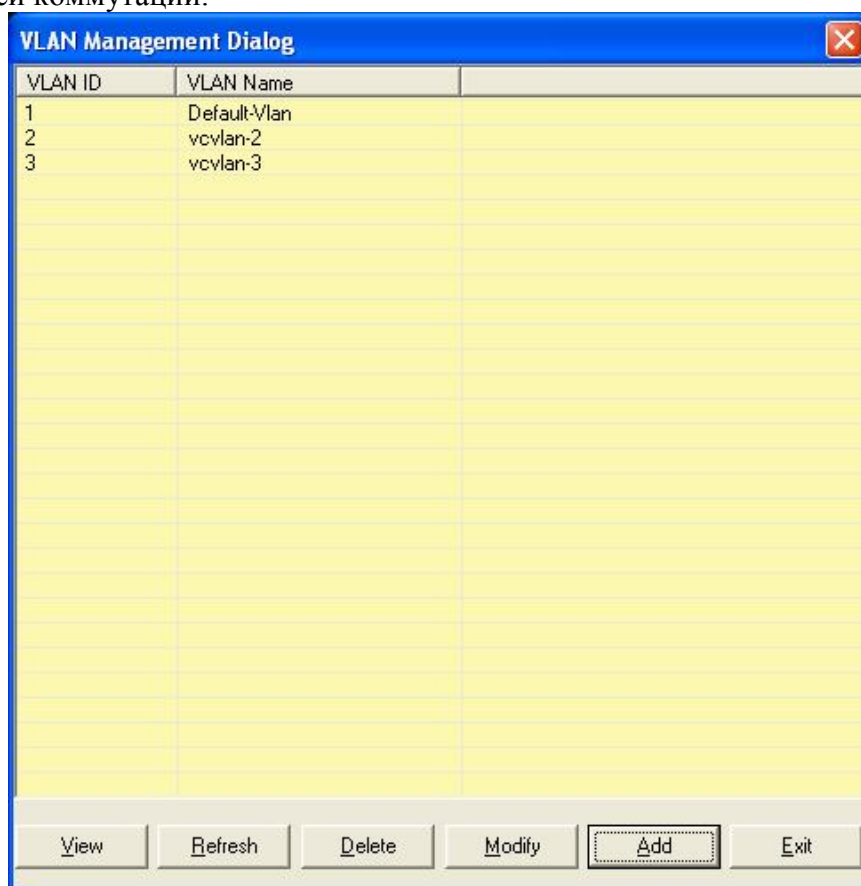 коммутации.
VLAN Management Dialog
VLAN ID VLAN Name
1 Default-Vlan
2 vcvlan-2
3 vcvlan-3
View Refresh Delete Modify Add Exit